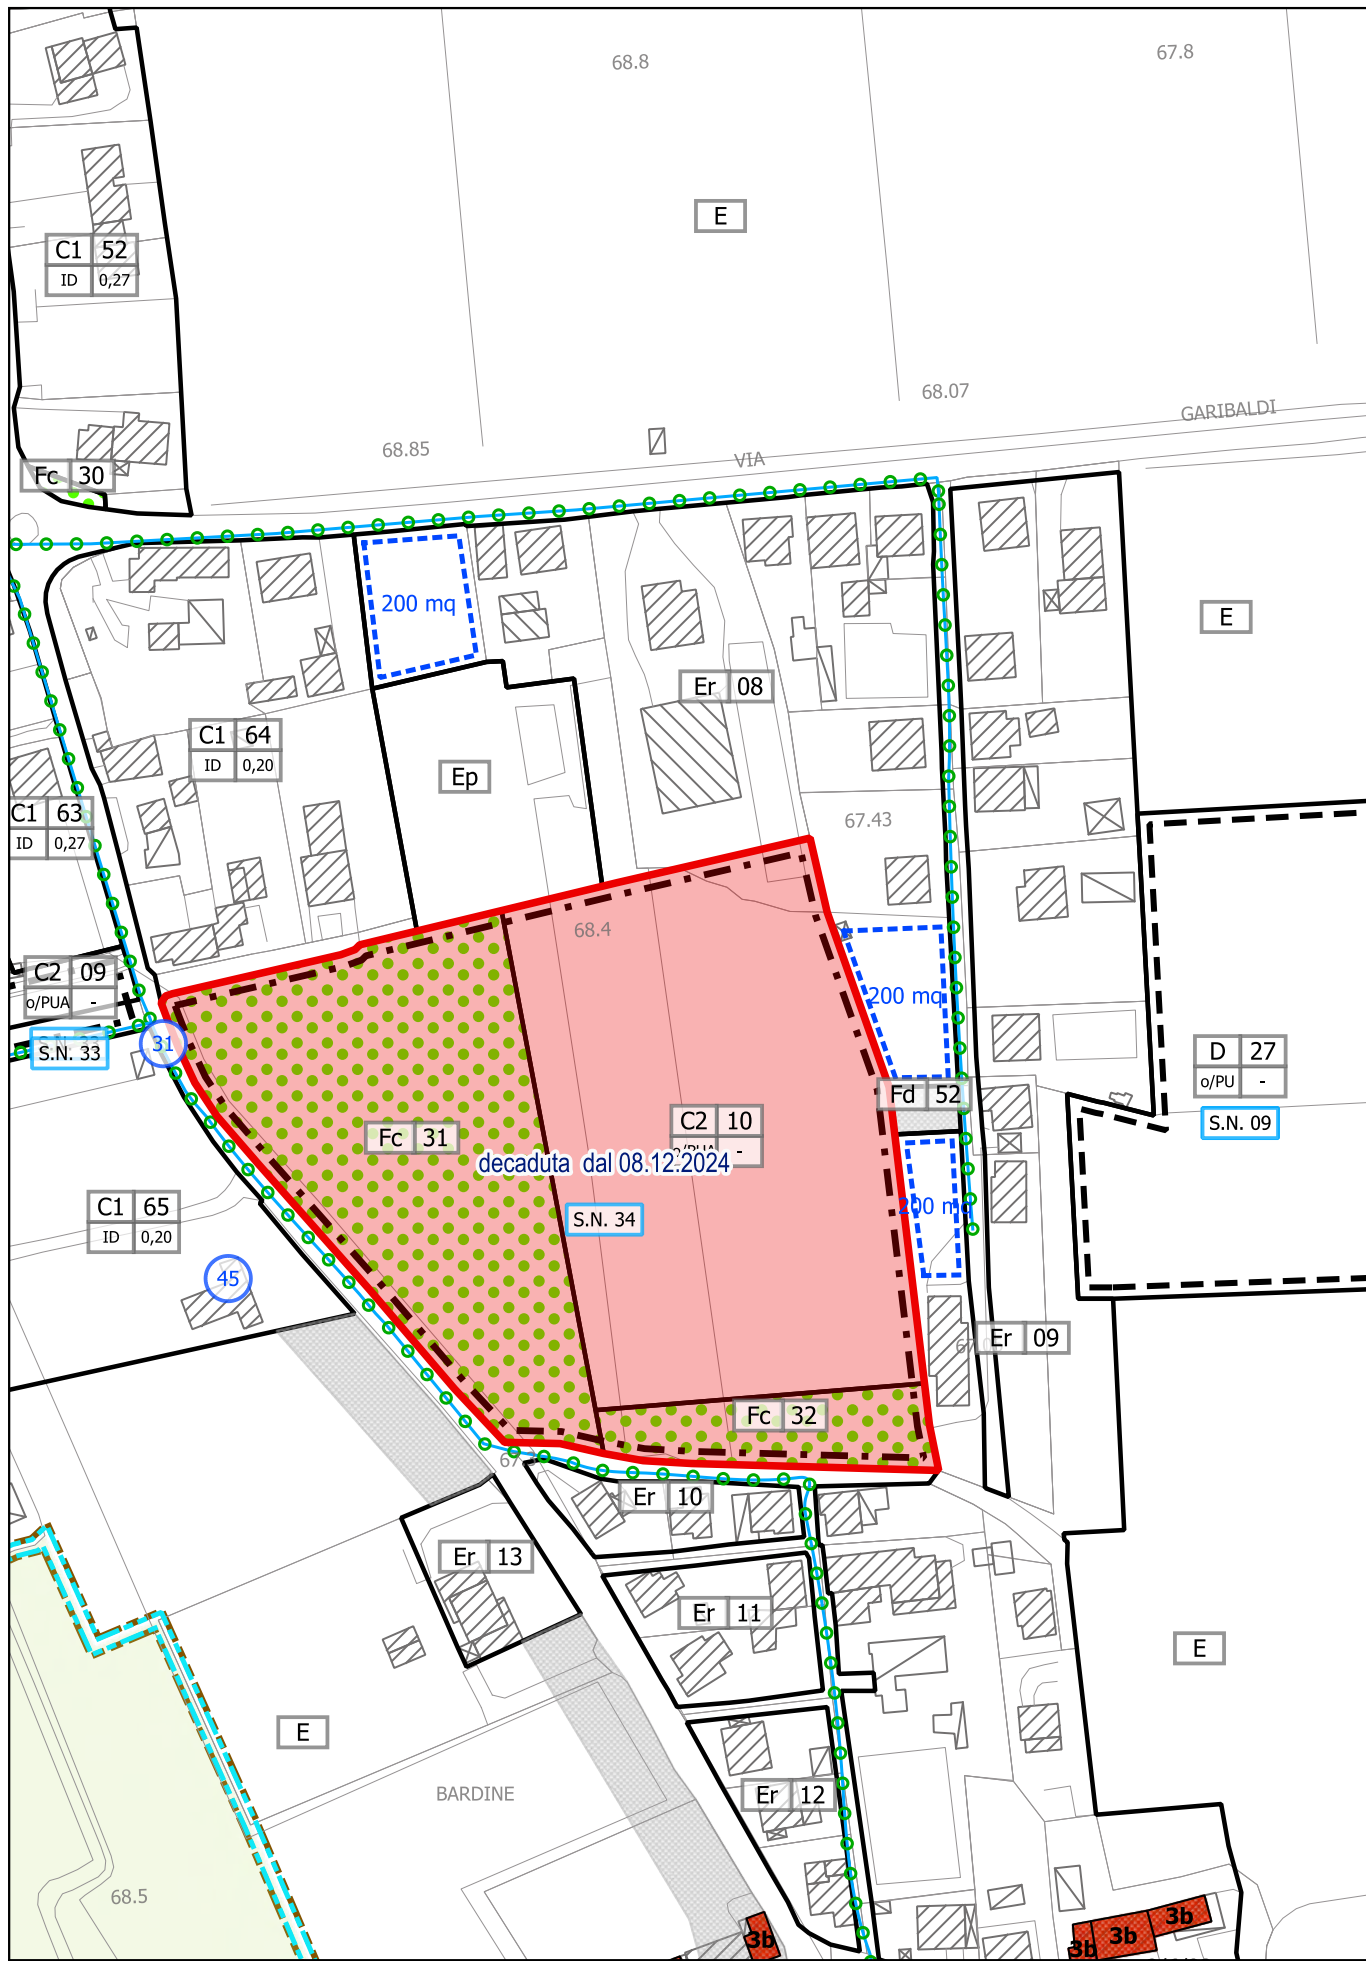 68.8
67.8
E
C1 52
ID 0,27
68.07
GARIBALDI
68.85
VIA
Fc 30
200 mq
E
Er 08
C1 64
ID 0,20
Ep
C1 63
ID 0,27
67.43
68.4
C2 09
o/PUA -
200 mq
S.N. 33
S.N. 33
31
D 27
o/PU -
Fd 52
C2 10
o/PUA -
S.N. 09
Fc 31
decaduta dal 08.12.2024
C1 65
ID 0,20
200 mq
S.N. 34
45
Er 09
Fc 32
Er 10
Er 13
Er 11
E
E
BARDINE
Er 12
68.5
3b
3b
3b
3b